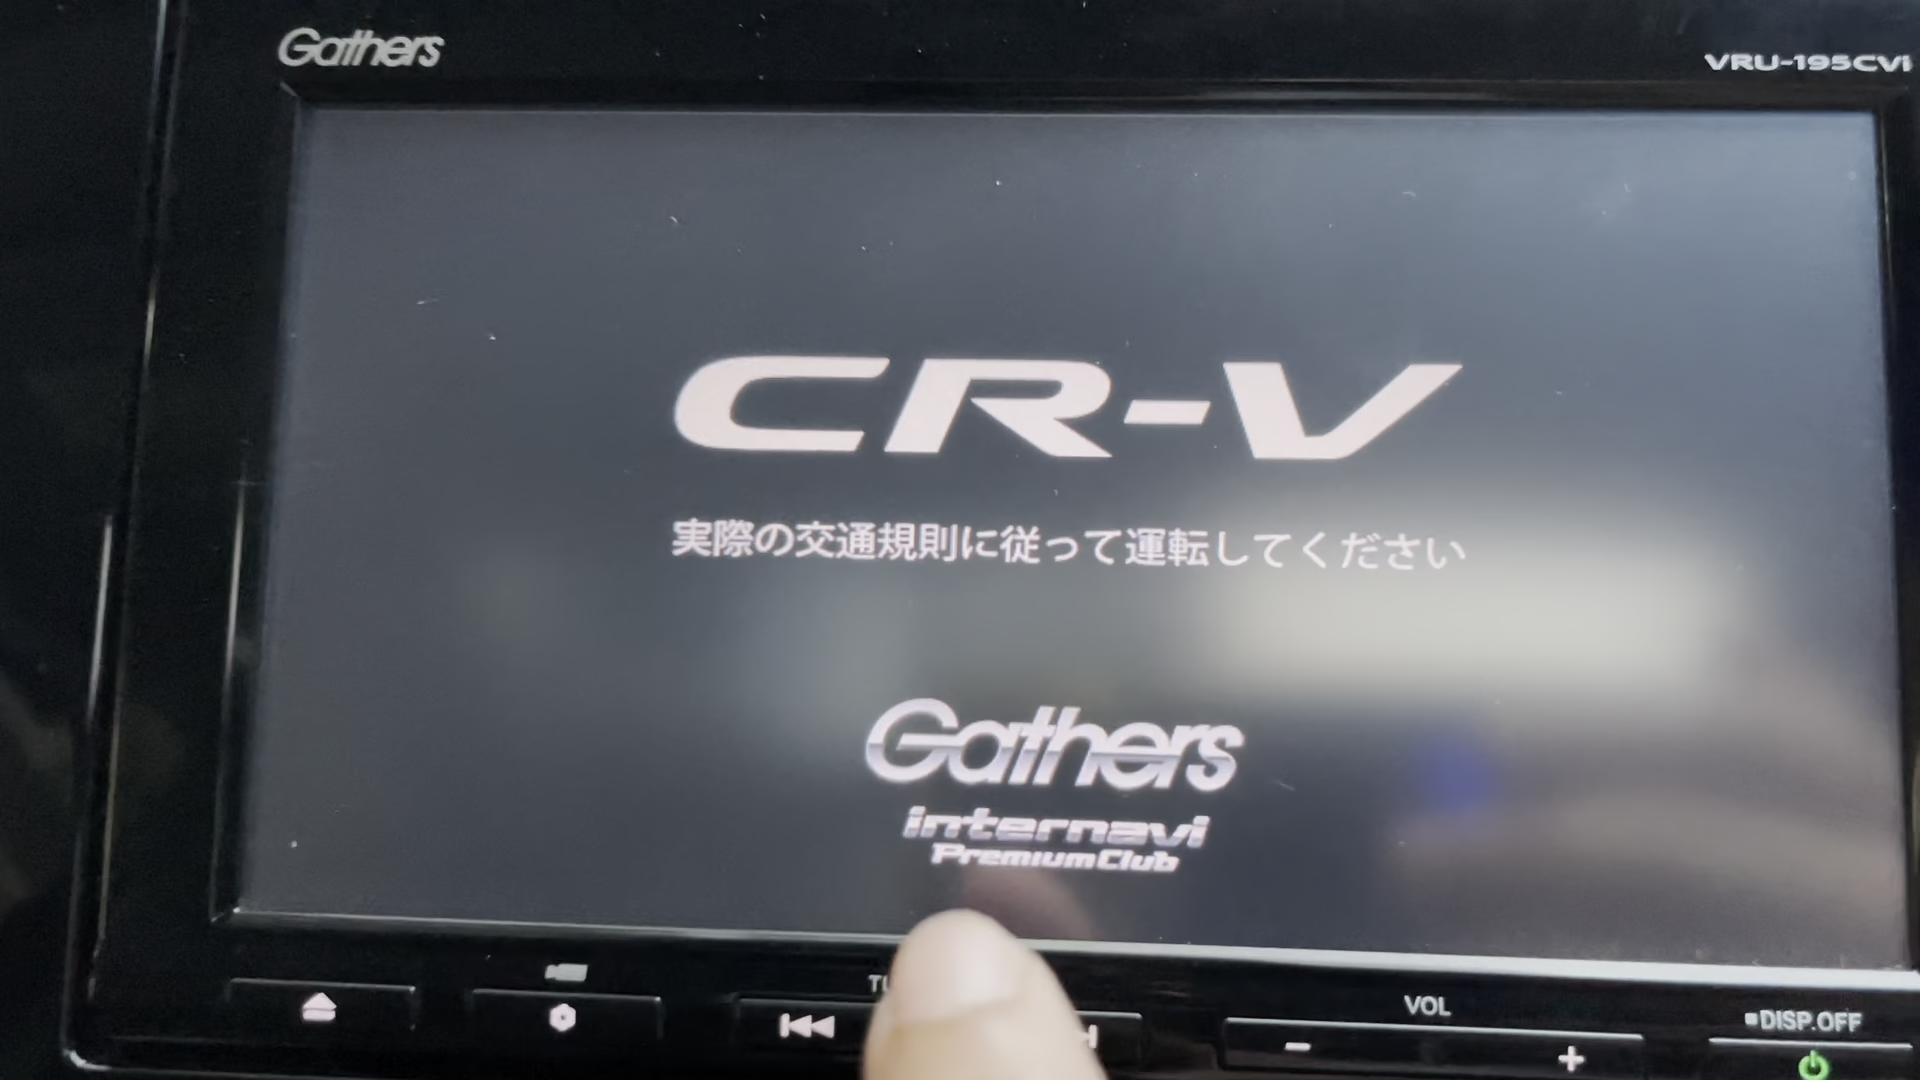 Gathers
VRU-195CVi
CR-V
実際の交通規則に従って運転してください
Gathers
internavi
PremiumClub
VOL
DISP.OFF